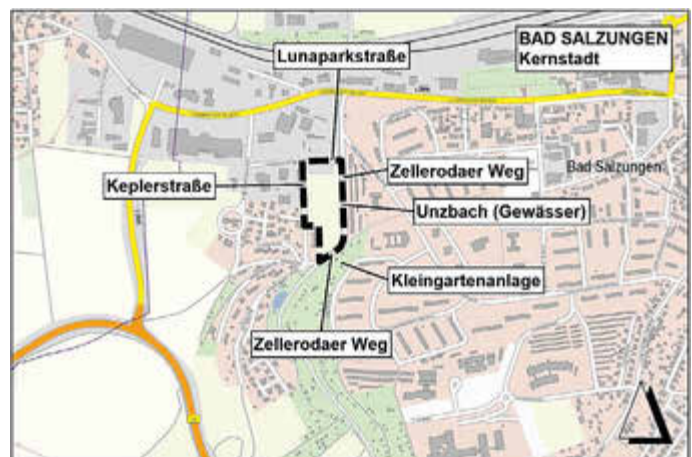 BAD SALZUNGEN
Kernstadt
Lunaparkstraße
Zellerodaer Weg
Bad Salzungen
Keplerstraße
Unzbach (Gewässer)
Kleingartenanlage
Zellerodaer Weg